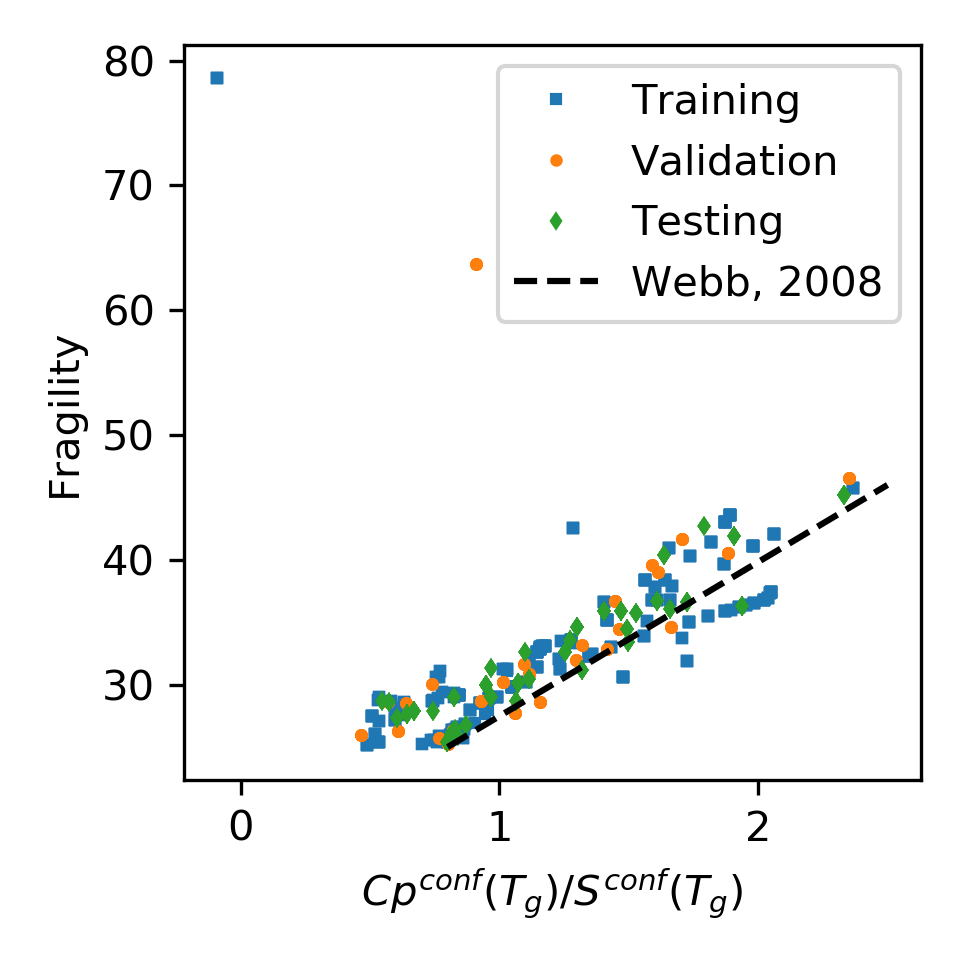 80
70
60
50
40
30
Fragility
0 1 2
Cp^conf(T_g)/S^conf(T_g)
Training
Validation
Testing
Webb, 2008